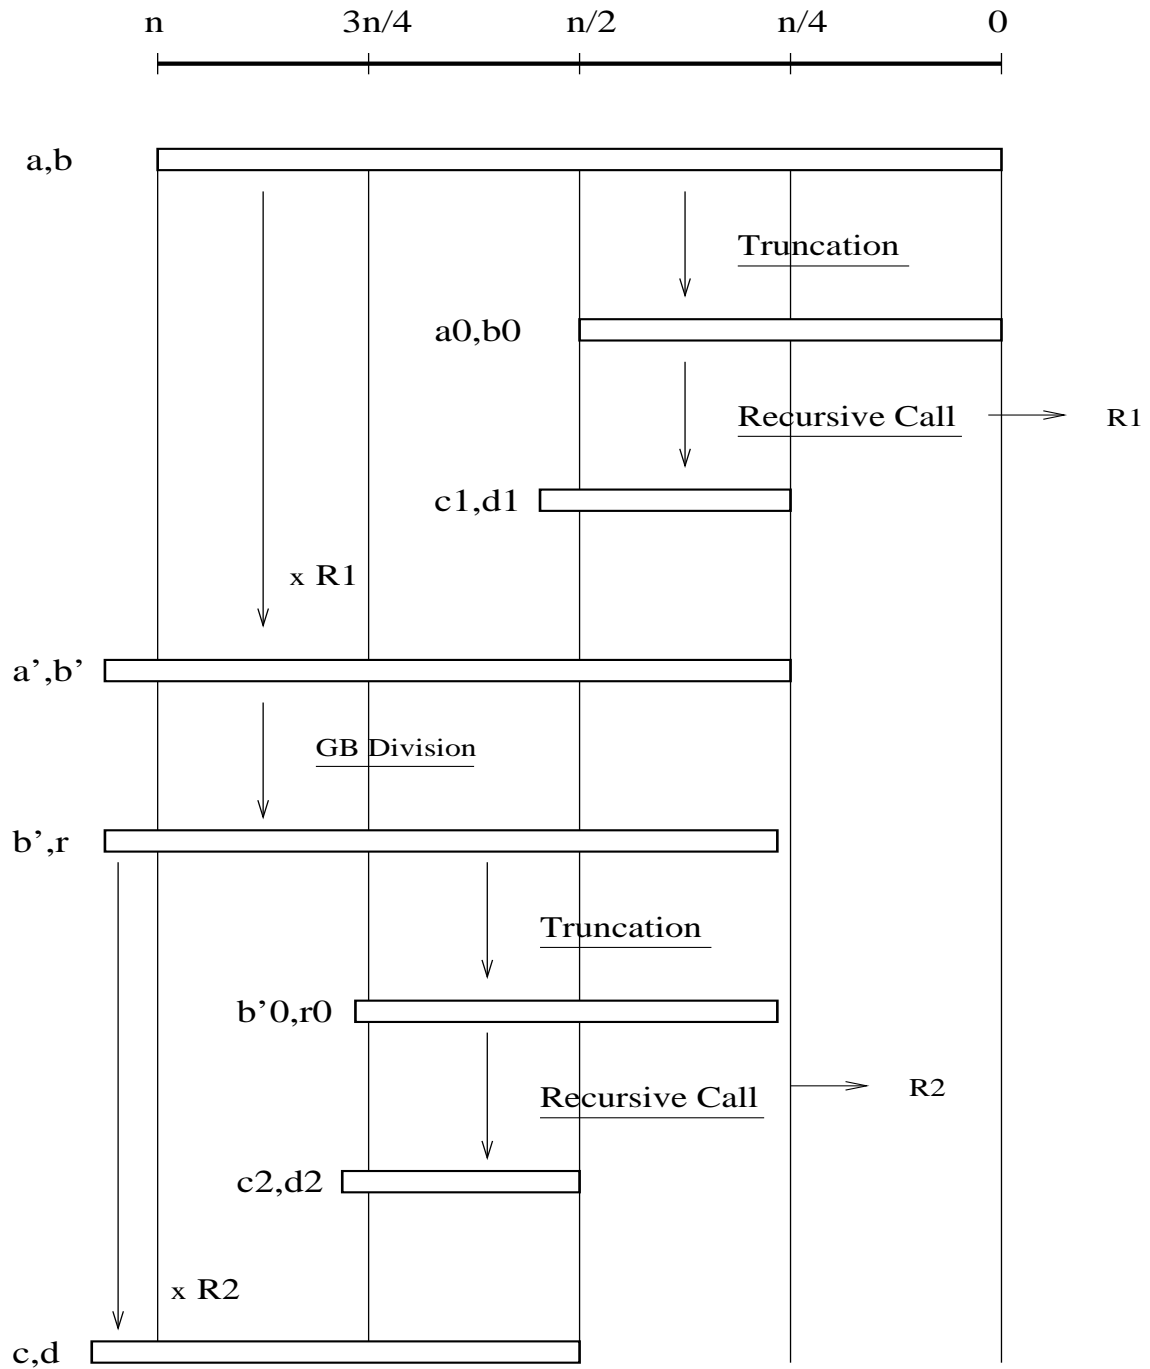 n 3n/4 n/2 n/4 0
a,b
Truncation
a0,b0
Recursive Call R1
c1,d1
x R1
a’,b’
GB Division
b’,r
Truncation
b’0,r0
Recursive Call R2
c2,d2
x R2
c,d